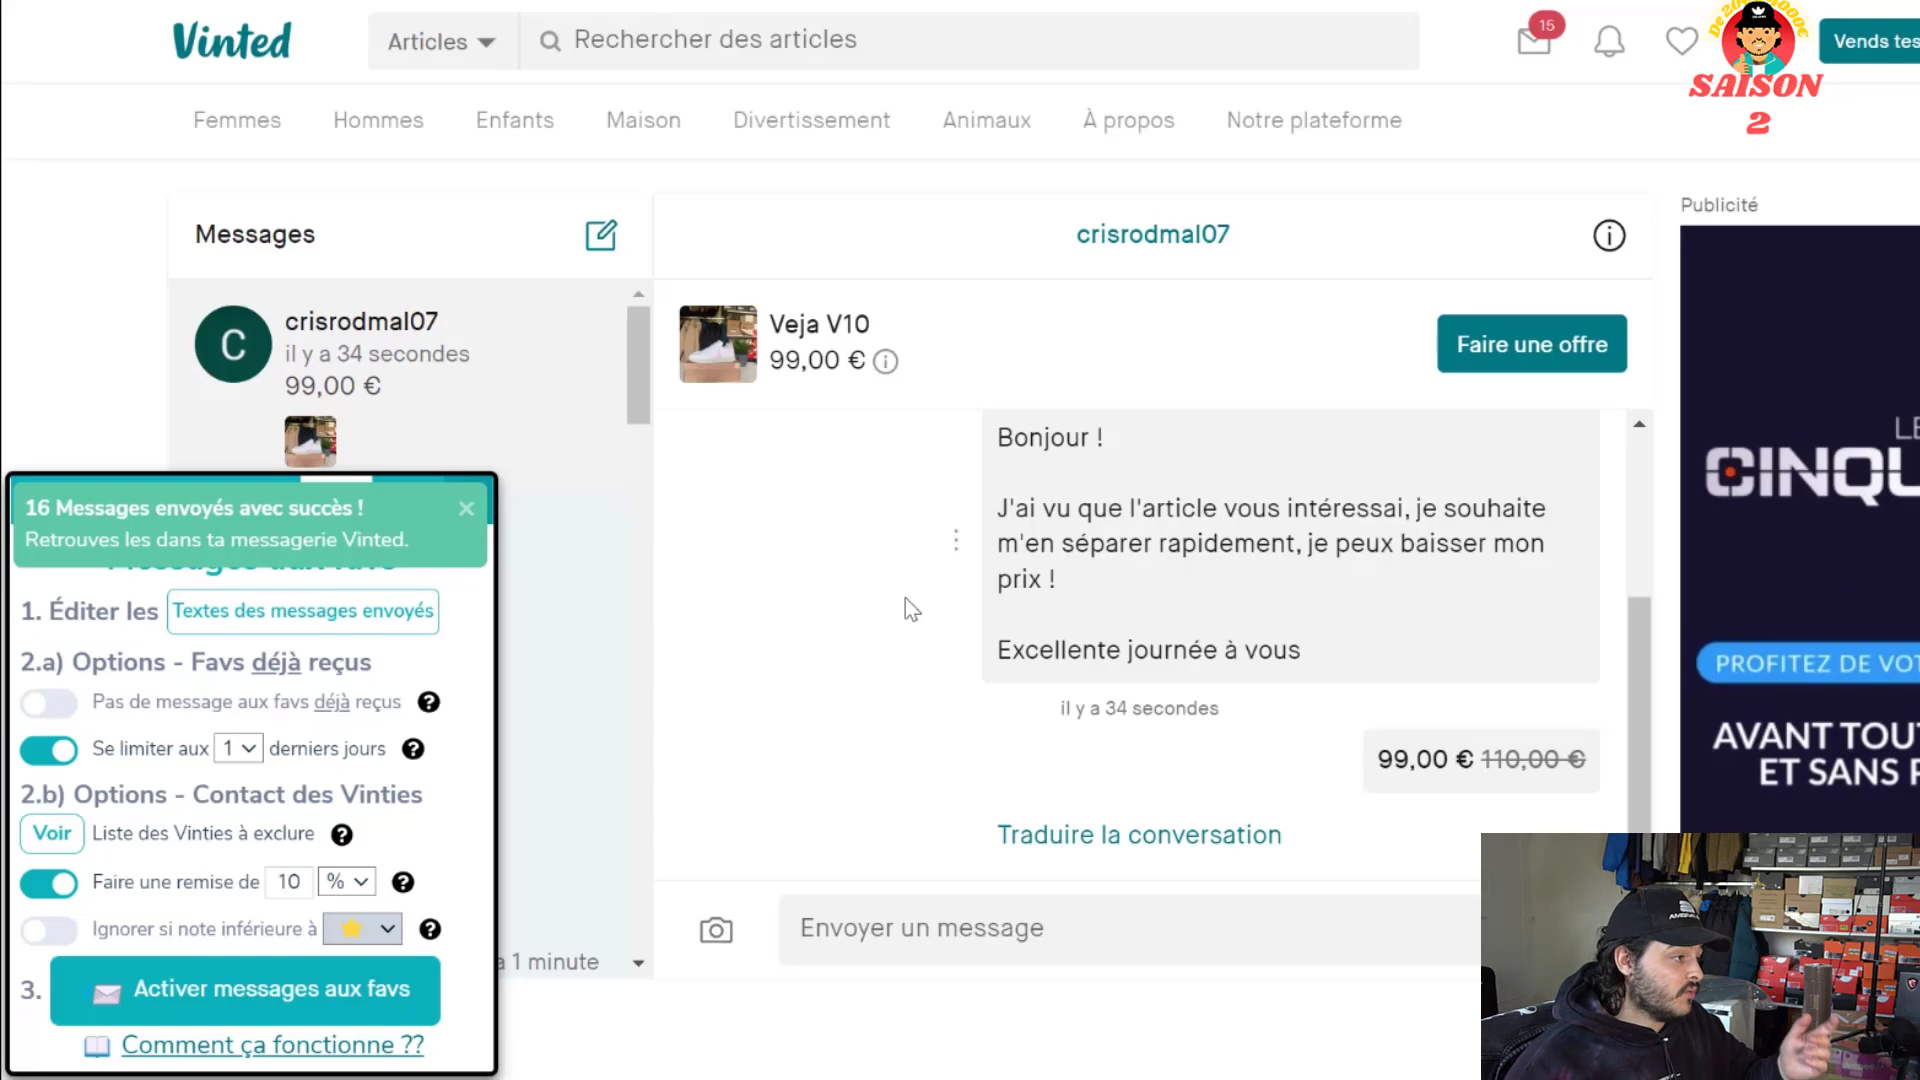 Vinted
Articles
Rechercher des articles
15
De 20
000€
SAISON
2
Vends tes
Femmes
Hommes
Enfants
Maison
Divertissement
Animaux
À propos
Notre plateforme
Messages
crisrodmal07
Publicité
C
crisrodmal07
il y a 34 secondes
99,00 €
Veja V10
99,00 €
Faire une offre
Bonjour !
J'ai vu que l'article vous intéressai, je souhaite
m'en séparer rapidement, je peux baisser mon
prix !
Excellente journée à vous
il y a 34 secondes
99,00 € 110,00 €
Traduire la conversation
Envoyer un message
a 1 minute
16 Messages envoyés avec succès !
Retrouves les dans ta messagerie Vinted.
1. Éditer les Textes des messages envoyés
2.a) Options - Favs déjà reçus
Pas de message aux favs déjà reçus ?
Se limiter aux 1 derniers jours ?
2.b) Options - Contact des Vinties
Voir Liste des Vinties à exclure ?
Faire une remise de 10 % ?
Ignorer si note inférieure à ?
3. Activer messages aux favs
Comment ça fonctionne ??
LE
CINQU
PROFITEZ DE VOT
AVANT TOUT
ET SANS P